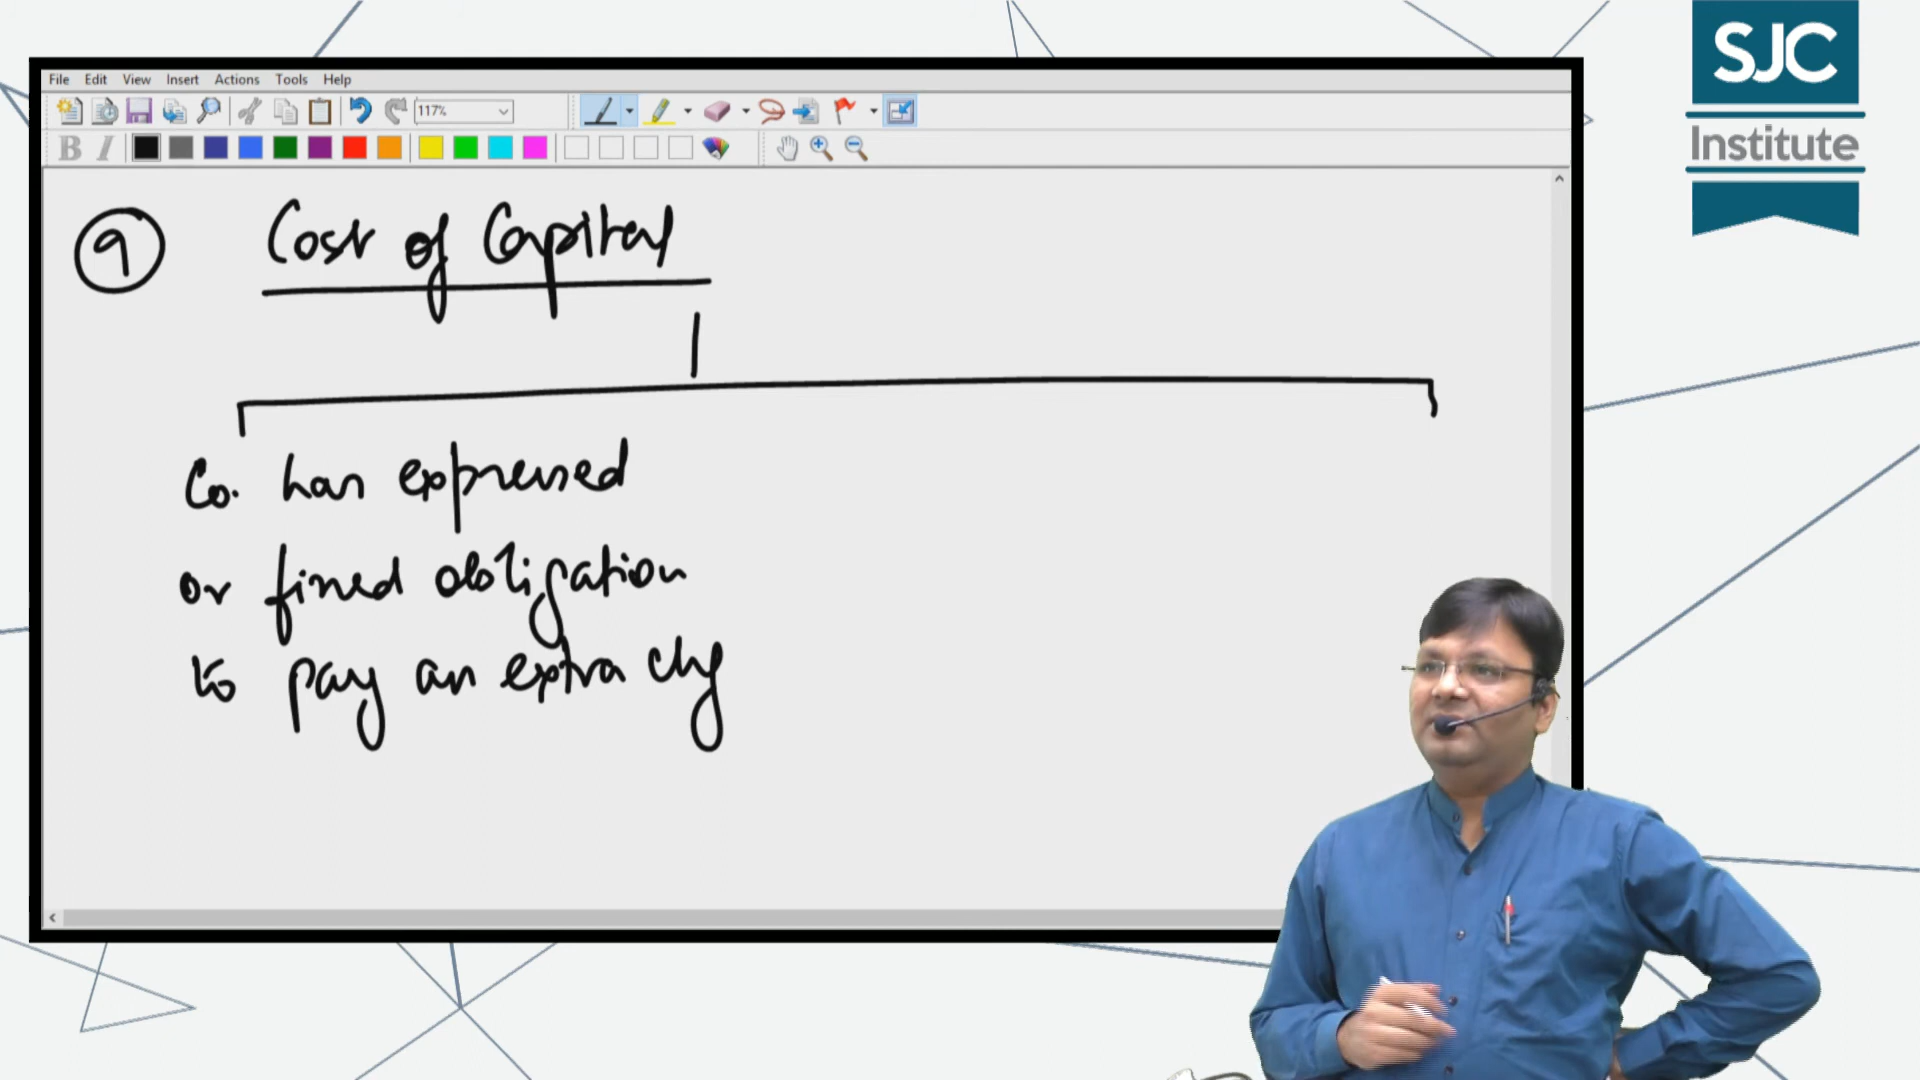 SJC
Institute
File Edit View Insert Actions Tools Help
117%
B I
9 Cost of Capital
Co. has expressed
or fixed obligation
to pay an extra chg